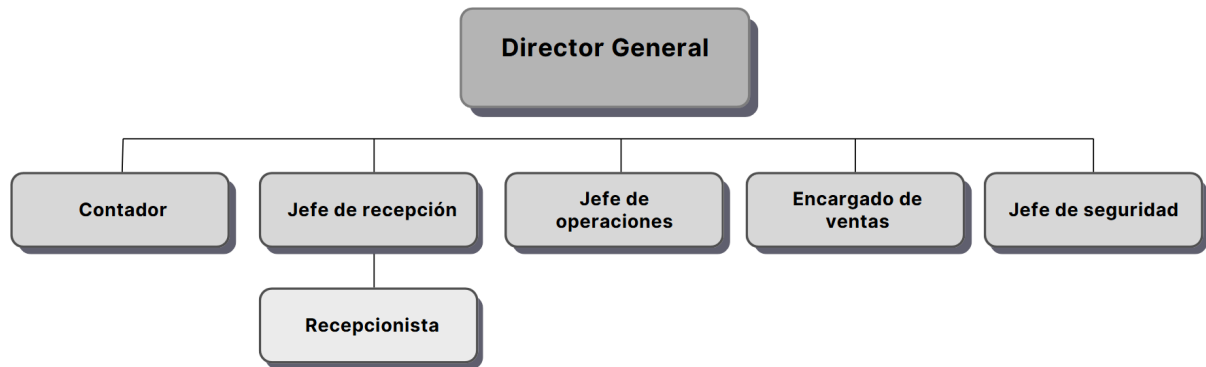 Director General
Contador
Jefe de recepción
Jefe de
operaciones
Encargado de
ventas
Jefe de seguridad
Recepcionista